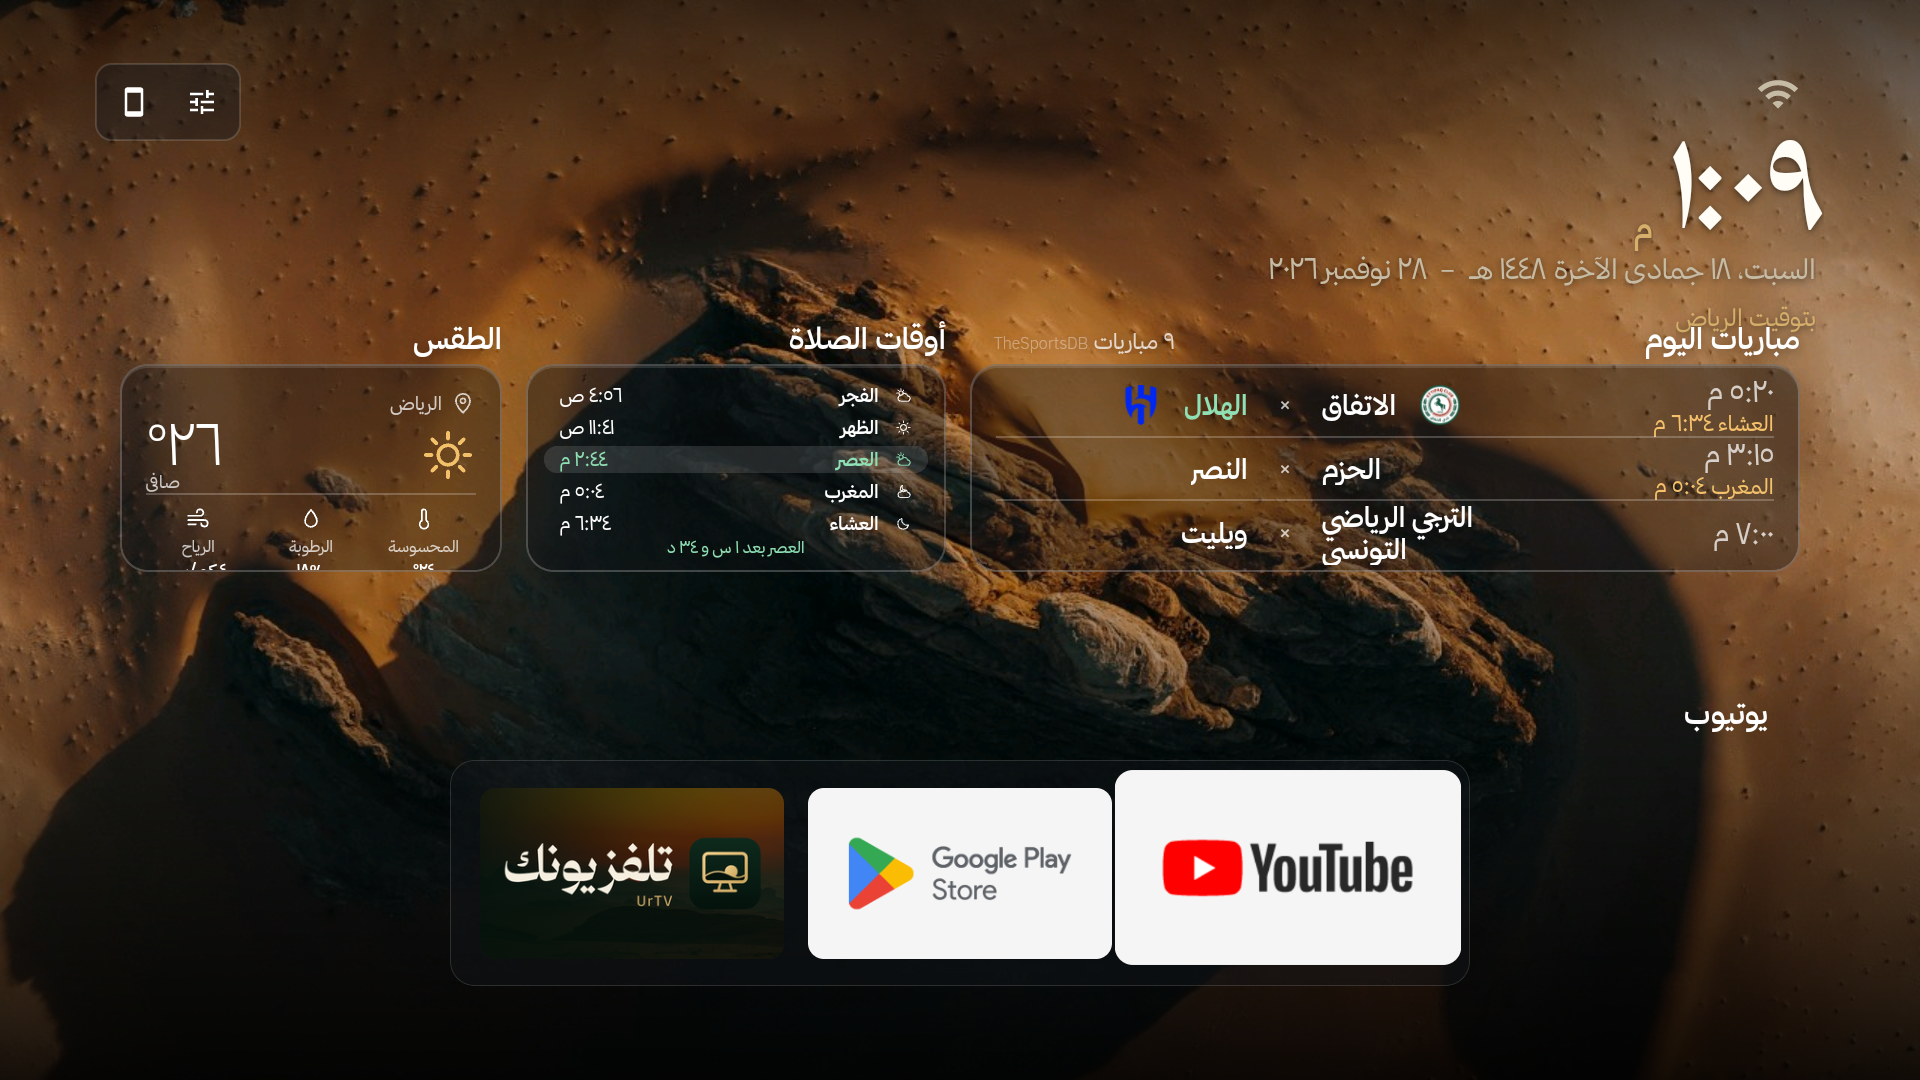 ١:٠٩ م
السبت، ١٨ جمادى الآخرة ١٤٤٨ هـ – ٢٨ نوفمبر ٢٠٢٦
بتوقيت الرياض
مباريات اليوم
٩ مباريات TheSportsDB
٥:٢٠ م
العشاء ٦:٣٤ م
الاتفاق × الهلال
٣:١٥ م
المغرب ٥:٠٤ م
الحزم × النصر
٧:٠٠ م
الترجي الرياضي التونسي × ويليت
أوقات الصلاة
الفجر ٤:٥٦ ص
الظهر ١١:٤١ ص
العصر ٢:٤٤ م
المغرب ٥:٠٤ م
العشاء ٦:٣٤ م
العصر بعد ١ س و ٣٤ د
الطقس
الرياض
٢٦°
صافي
المحسوسة
الرطوبة
الرياح
يوتيوب
YouTube
Google Play
Store
تلفزيونك
UrTV